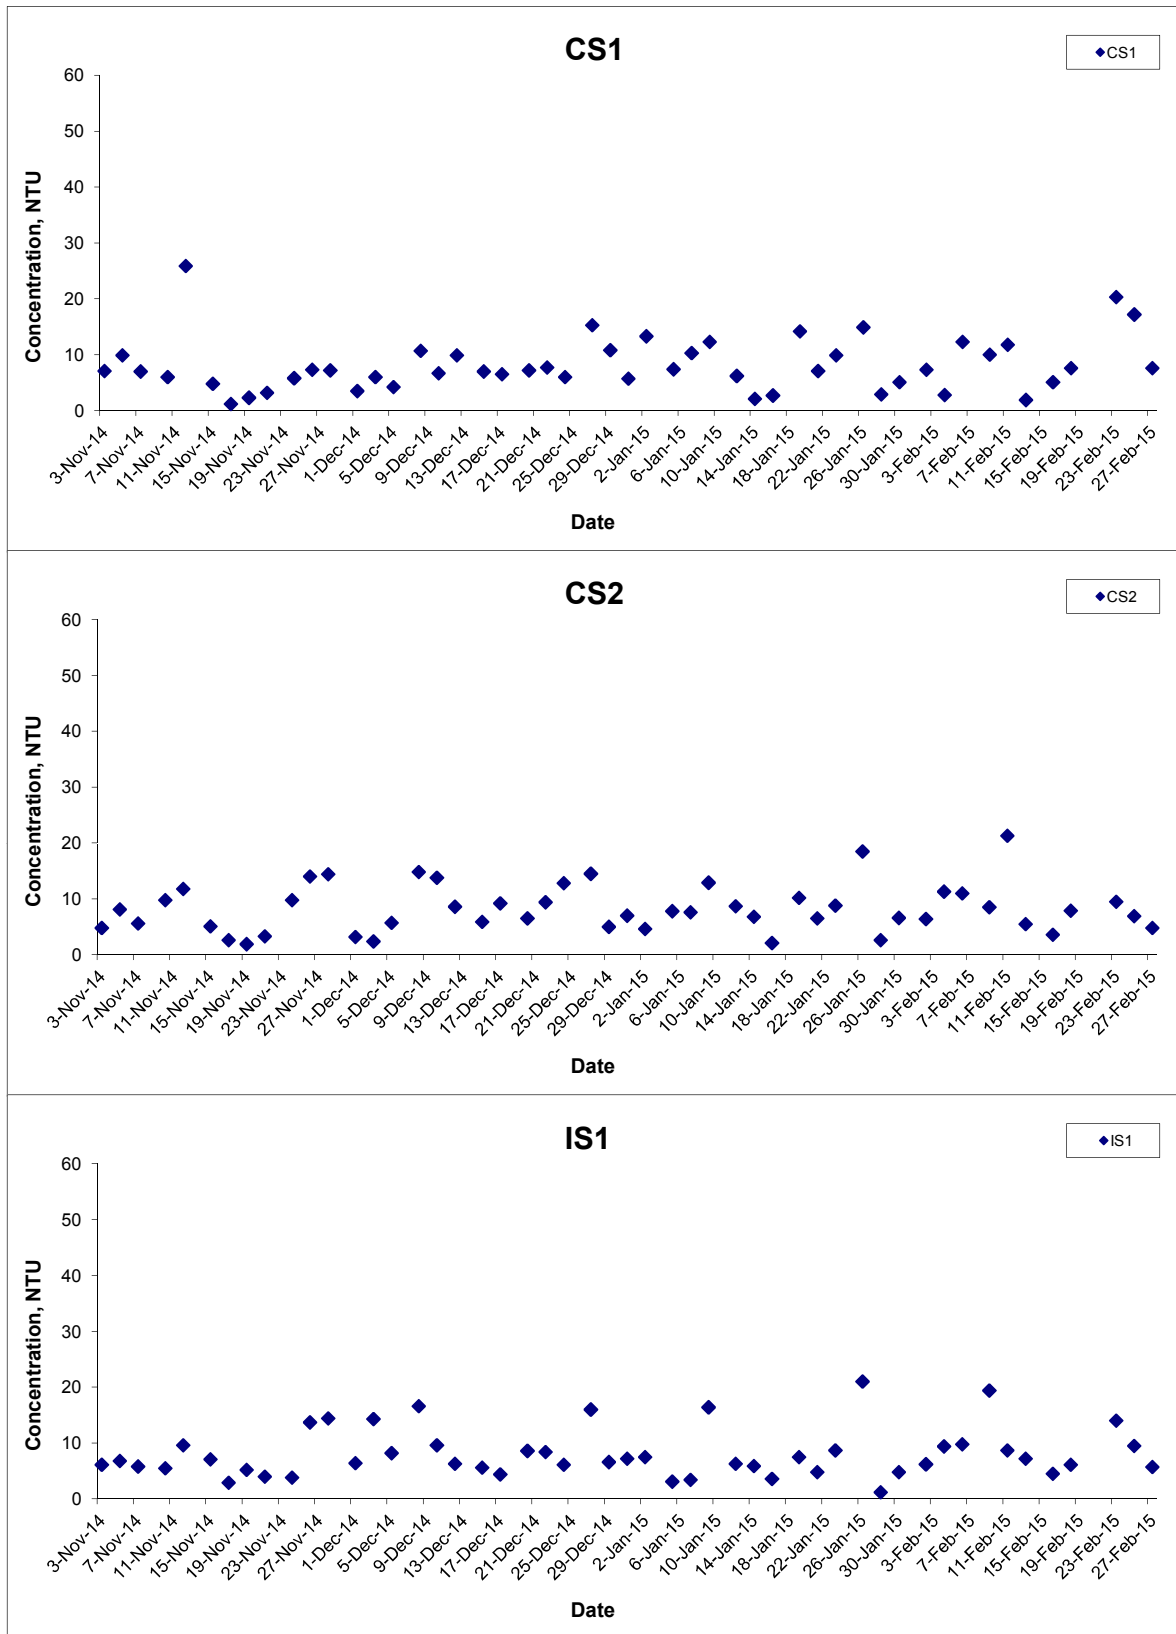 CS1
CS1
Concentration, NTU
60
50
40
30
20
10
0
3-Nov-14
7-Nov-14
11-Nov-14
15-Nov-14
19-Nov-14
23-Nov-14
27-Nov-14
1-Dec-14
5-Dec-14
9-Dec-14
13-Dec-14
17-Dec-14
21-Dec-14
25-Dec-14
29-Dec-14
2-Jan-15
6-Jan-15
10-Jan-15
14-Jan-15
18-Jan-15
22-Jan-15
26-Jan-15
30-Jan-15
3-Feb-15
7-Feb-15
11-Feb-15
15-Feb-15
19-Feb-15
23-Feb-15
27-Feb-15
Date
CS2
CS2
Concentration, NTU
60
50
40
30
20
10
0
3-Nov-14
7-Nov-14
11-Nov-14
15-Nov-14
19-Nov-14
23-Nov-14
27-Nov-14
1-Dec-14
5-Dec-14
9-Dec-14
13-Dec-14
17-Dec-14
21-Dec-14
25-Dec-14
29-Dec-14
2-Jan-15
6-Jan-15
10-Jan-15
14-Jan-15
18-Jan-15
22-Jan-15
26-Jan-15
30-Jan-15
3-Feb-15
7-Feb-15
11-Feb-15
15-Feb-15
19-Feb-15
23-Feb-15
27-Feb-15
Date
IS1
IS1
Concentration, NTU
60
50
40
30
20
10
0
3-Nov-14
7-Nov-14
11-Nov-14
15-Nov-14
19-Nov-14
23-Nov-14
27-Nov-14
1-Dec-14
5-Dec-14
9-Dec-14
13-Dec-14
17-Dec-14
21-Dec-14
25-Dec-14
29-Dec-14
2-Jan-15
6-Jan-15
10-Jan-15
14-Jan-15
18-Jan-15
22-Jan-15
26-Jan-15
30-Jan-15
3-Feb-15
7-Feb-15
11-Feb-15
15-Feb-15
19-Feb-15
23-Feb-15
27-Feb-15
Date